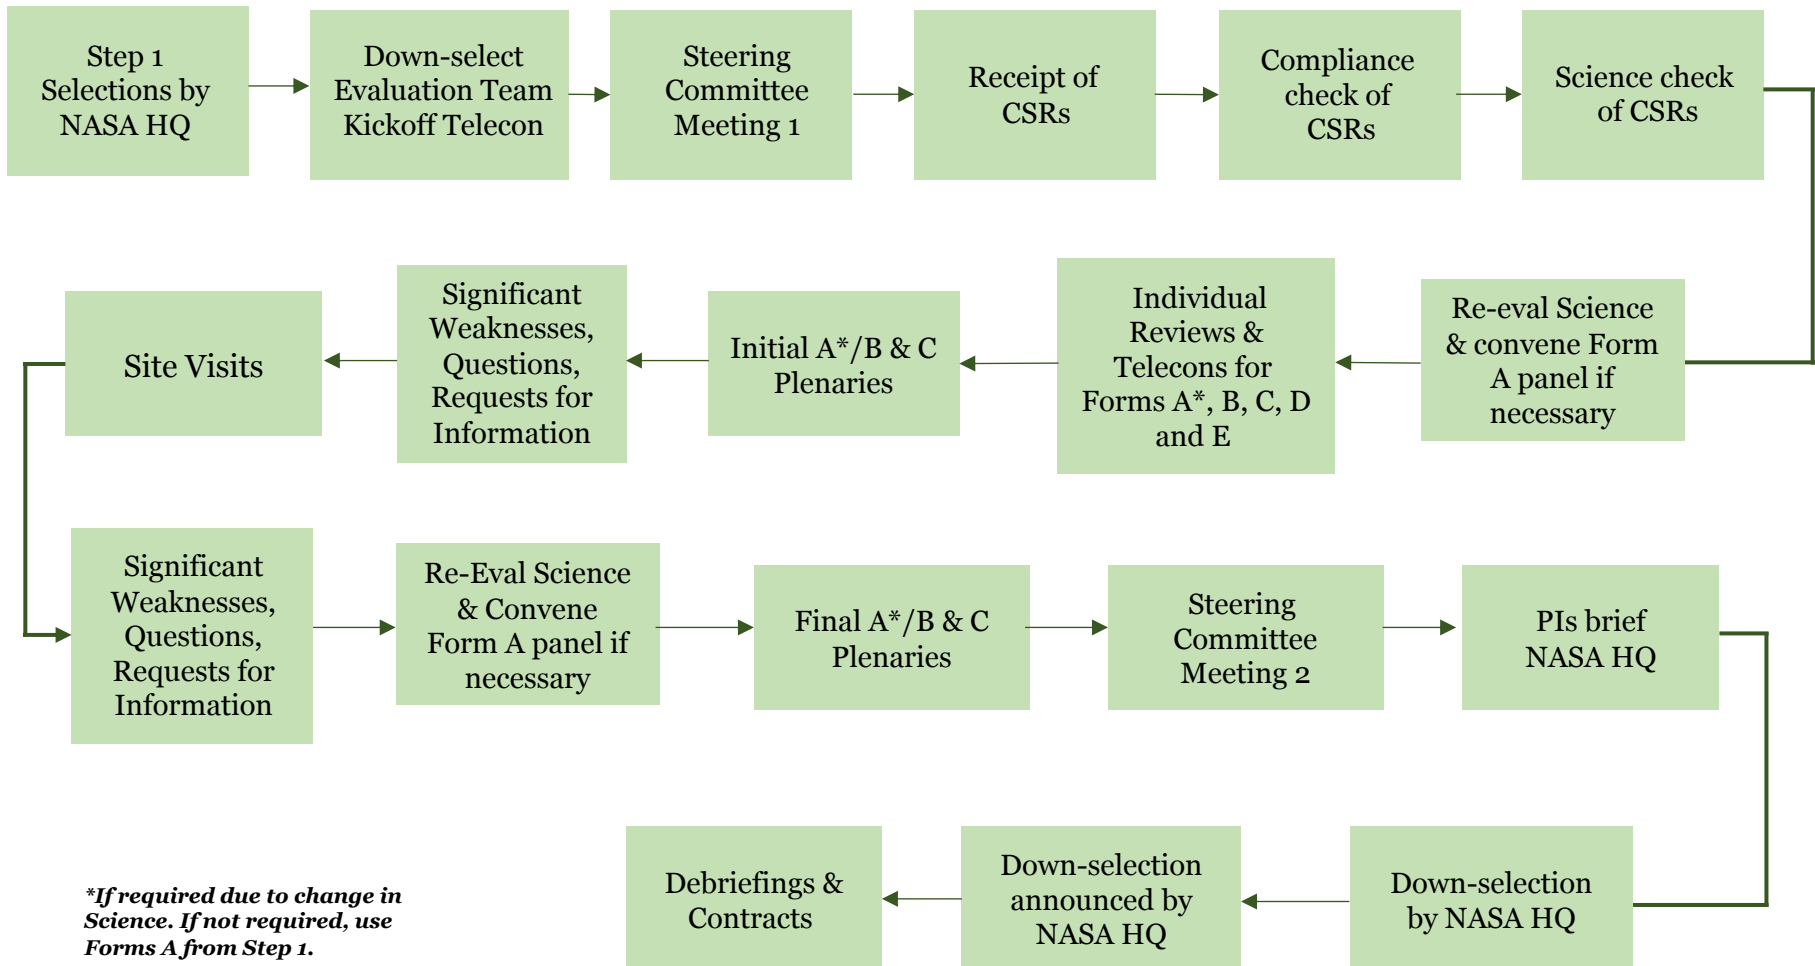 Step 1
Selections by
NASA HQ
Down-select
Evaluation Team
Kickoff Telecon
Steering
Committee
Meeting 1
Receipt of
CSRs
Compliance
check of
CSRs
Science check
of CSRs
Re-eval Science
& convene Form
A panel if
necessary
Individual
Reviews &
Telecons for
Forms A*, B, C, D
and E
Initial A*/B & C
Plenaries
Significant
Weaknesses,
Questions,
Requests for
Information
Site Visits
Significant
Weaknesses,
Questions,
Requests for
Information
Re-Eval Science
& Convene
Form A panel if
necessary
Final A*/B & C
Plenaries
Steering
Committee
Meeting 2
PIs brief
NASA HQ
Down-selection
by NASA HQ
Down-selection
announced by
NASA HQ
Debriefings &
Contracts
*If required due to change in
Science. If not required, use
Forms A from Step 1.